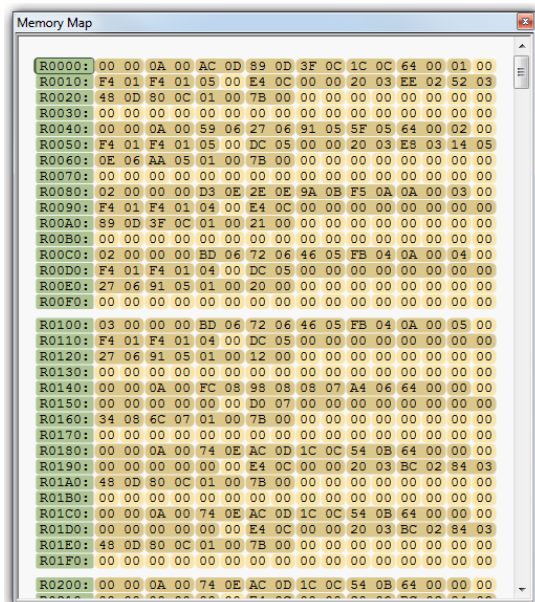 Memory Map
R0000: 00 00 0A 00 AC 0D 89 0D 3F 0C 1C 0C 64 00 01 00
R0010: F4 01 F4 01 05 00 E4 0C 00 00 20 03 EE 02 52 03
R0020: 48 0D 80 0C 01 00 7B 00 00 00 00 00 00 00 00 00
R0030: 00 00 00 00 00 00 00 00 00 00 00 00 00 00 00 00
R0040: 00 00 0A 00 59 06 27 06 91 05 5F 05 64 00 02 00
R0050: F4 01 F4 01 05 00 DC 05 00 00 20 03 E8 03 14 05
R0060: 0E 06 AA 05 01 00 7B 00 00 00 00 00 00 00 00 00
R0070: 00 00 00 00 00 00 00 00 00 00 00 00 00 00 00 00
R0080: 02 00 00 00 D3 0E 2E 0E 9A 0B F5 0A 0A 00 03 00
R0090: F4 01 F4 01 04 00 E4 0C 00 00 00 00 00 00 00 00
R00A0: 89 0D 3F 0C 01 00 21 00 00 00 00 00 00 00 00 00
R00B0: 00 00 00 00 00 00 00 00 00 00 00 00 00 00 00 00
R00C0: 02 00 00 00 BD 06 72 06 46 05 FB 04 0A 00 04 00
R00D0: F4 01 F4 01 04 00 DC 05 00 00 00 00 00 00 00 00
R00E0: 27 06 91 05 01 00 20 00 00 00 00 00 00 00 00 00
R00F0: 00 00 00 00 00 00 00 00 00 00 00 00 00 00 00 00
R0100: 03 00 00 00 BD 06 72 06 46 05 FB 04 0A 00 05 00
R0110: F4 01 F4 01 04 00 DC 05 00 00 00 00 00 00 00 00
R0120: 27 06 91 05 01 00 12 00 00 00 00 00 00 00 00 00
R0130: 00 00 00 00 00 00 00 00 00 00 00 00 00 00 00 00
R0140: 00 00 0A 00 FC 08 98 08 08 07 A4 06 64 00 00 00
R0150: 00 00 00 00 00 00 D0 07 00 00 00 00 00 00 00 00
R0160: 34 08 6C 07 01 00 7B 00 00 00 00 00 00 00 00 00
R0170: 00 00 00 00 00 00 00 00 00 00 00 00 00 00 00 00
R0180: 00 00 0A 00 74 0E AC 0D 1C 0C 54 0B 64 00 00 00
R0190: 00 00 00 00 00 00 E4 0C 00 00 20 03 BC 02 84 03
R01A0: 48 0D 80 0C 01 00 7B 00 00 00 00 00 00 00 00 00
R01B0: 00 00 00 00 00 00 00 00 00 00 00 00 00 00 00 00
R01C0: 00 00 0A 00 74 0E AC 0D 1C 0C 54 0B 64 00 00 00
R01D0: 00 00 00 00 00 00 E4 0C 00 00 20 03 BC 02 84 03
R01E0: 48 0D 80 0C 01 00 7B 00 00 00 00 00 00 00 00 00
R01F0: 00 00 00 00 00 00 00 00 00 00 00 00 00 00 00 00
R0200: 00 00 0A 00 74 0E AC 0D 1C 0C 54 0B 64 00 00 00